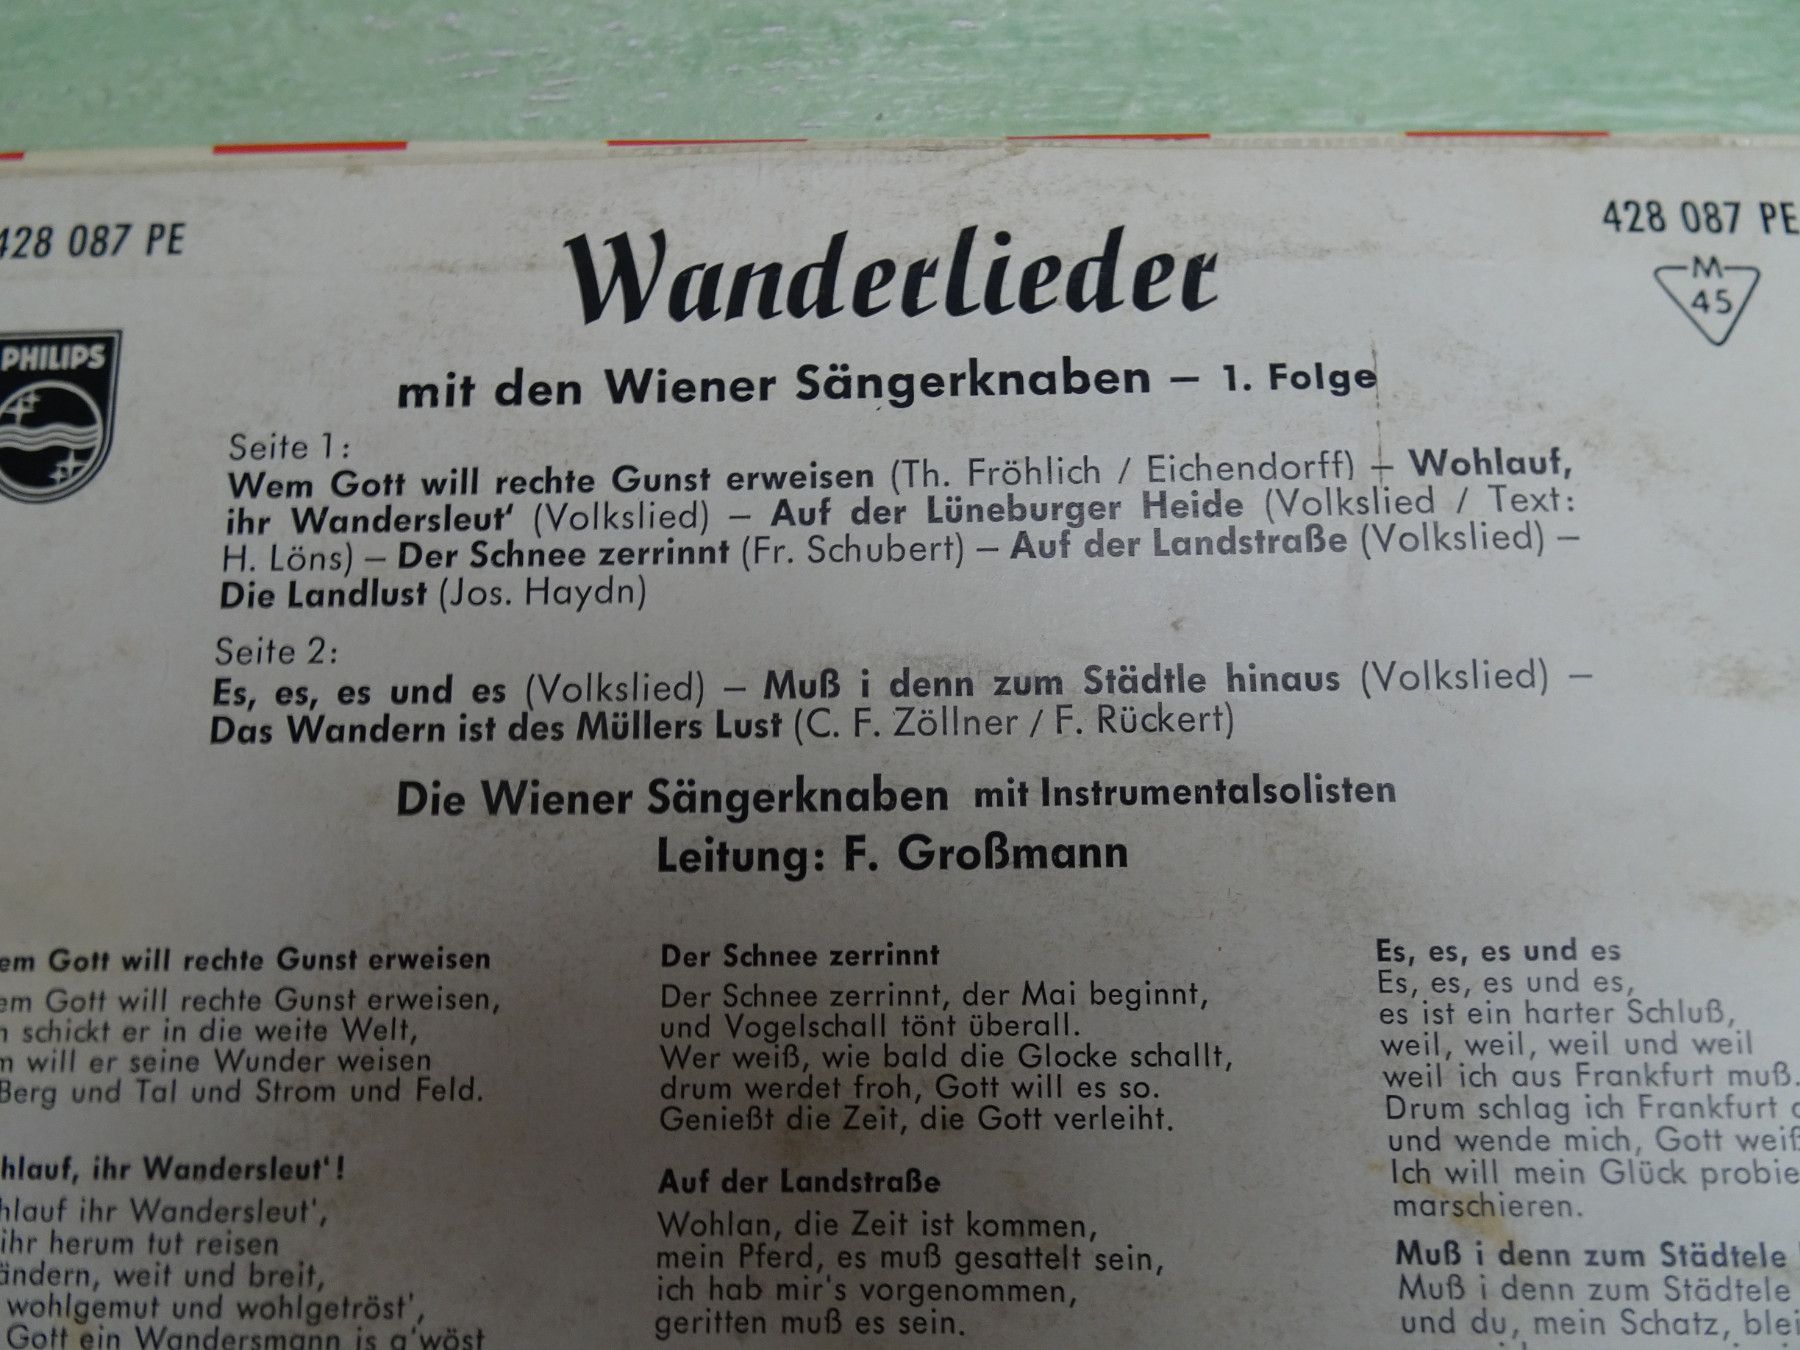 428 087 PE
Wanderlieder
428 087 PE
M
45
PHILIPS
mit den Wiener Sängerknaben – 1. Folge
Seite 1:
Wem Gott will rechte Gunst erweisen (Th. Fröhlich / Eichendorff) – Wohlauf,
ihr Wandersleut' (Volkslied) – Auf der Lüneburger Heide (Volkslied / Text:
H. Löns) – Der Schnee zerrinnt (Fr. Schubert) – Auf der Landstraße (Volkslied) –
Die Landlust (Jos. Haydn)
Seite 2:
Es, es, es und es (Volkslied) – Muß i denn zum Städtle hinaus (Volkslied) –
Das Wandern ist des Müllers Lust (C. F. Zöllner / F. Rückert)
Die Wiener Sängerknaben mit Instrumentalsolisten
Leitung: F. Großmann
em Gott will rechte Gunst erweisen
em Gott will rechte Gunst erweisen,
schickt er in die weite Welt,
will er seine Wunder weisen
Berg und Tal und Strom und Feld.
hlauf, ihr Wandersleut'!
hlauf ihr Wandersleut',
ihr herum tut reisen
ändern, weit und breit,
wohlgemut und wohlgetröst',
Gott ein Wandersmann is g'wöst
Der Schnee zerrinnt
Der Schnee zerrinnt, der Mai beginnt,
und Vogelschall tönt überall.
Wer weiß, wie bald die Glocke schallt,
drum werdet froh, Gott will es so.
Genießt die Zeit, die Gott verleiht.
Auf der Landstraße
Wohlan, die Zeit ist kommen,
mein Pferd, es muß gesattelt sein,
ich hab mir's vorgenommen,
geritten muß es sein.
Es, es, es und es
Es, es, es und es,
es ist ein harter Schluß,
weil, weil, weil und weil
weil ich aus Frankfurt muß.
Drum schlag ich Frankfurt
und wende mich, Gott weiß
Ich will mein Glück probie
marschieren.
Muß i denn zum Städtele
Muß i denn zum Städtele
und du, mein Schatz, blei